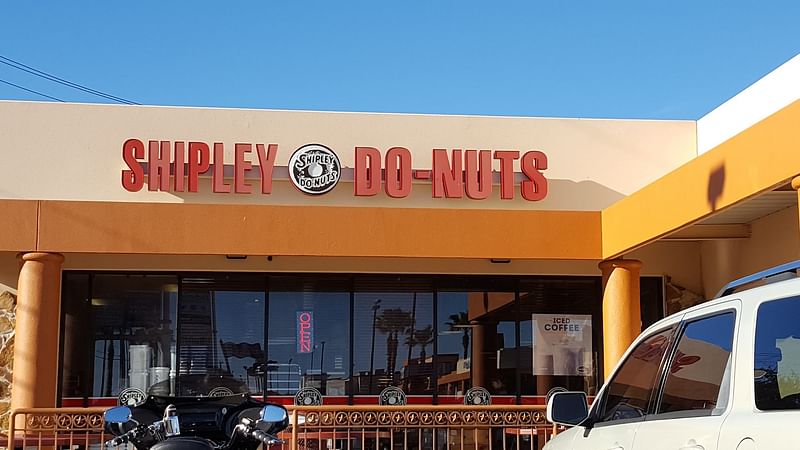 SHIPLEY DO-NUTS
SHIPLEY
DO-NUTS
OPEN
ICED
COFFEE